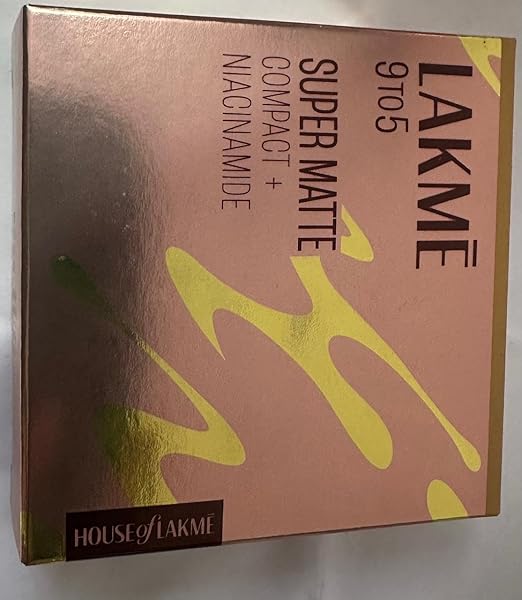 LAKMĒ
9TO5
SUPER MATTE
COMPACT +
NIACINAMIDE
HOUSE of LAKMĒ